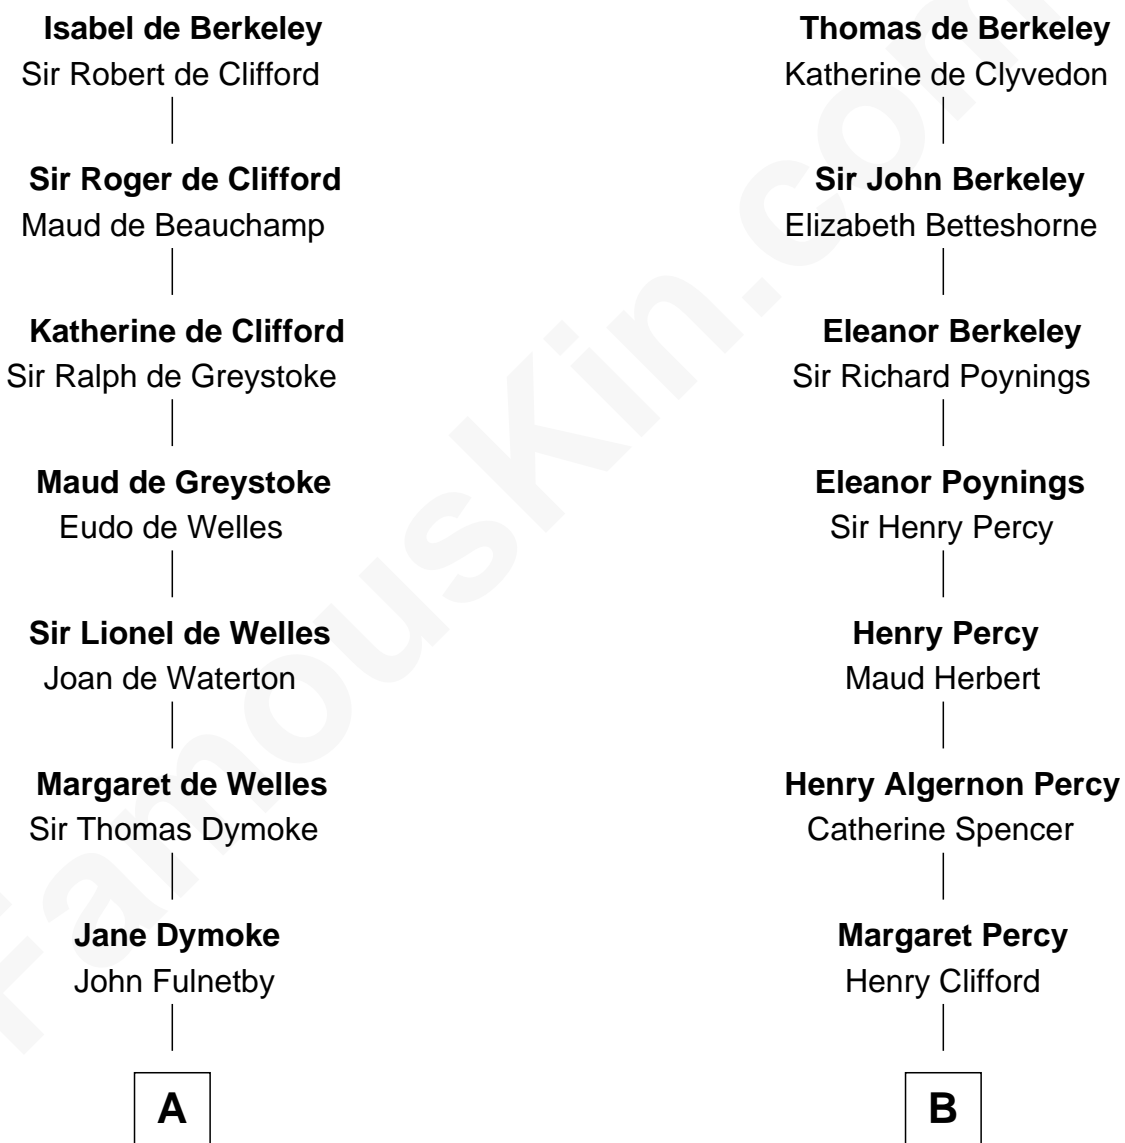 Isabel de Berkeley
Sir Robert de Clifford
Sir Roger de Clifford
Maud de Beauchamp
Katherine de Clifford
Sir Ralph de Greystoke
Maud de Greystoke
Eudo de Welles
Sir Lionel de Welles
Joan de Waterton
Margaret de Welles
Sir Thomas Dymoke
Jane Dymoke
John Fulnetby
A
Thomas de Berkeley
Katherine de Clyvedon
Sir John Berkeley
Elizabeth Betteshorne
Eleanor Berkeley
Sir Richard Poynings
Eleanor Poynings
Sir Henry Percy
Henry Percy
Maud Herbert
Henry Algernon Percy
Catherine Spencer
Margaret Percy
Henry Clifford
B
FamousKin.com